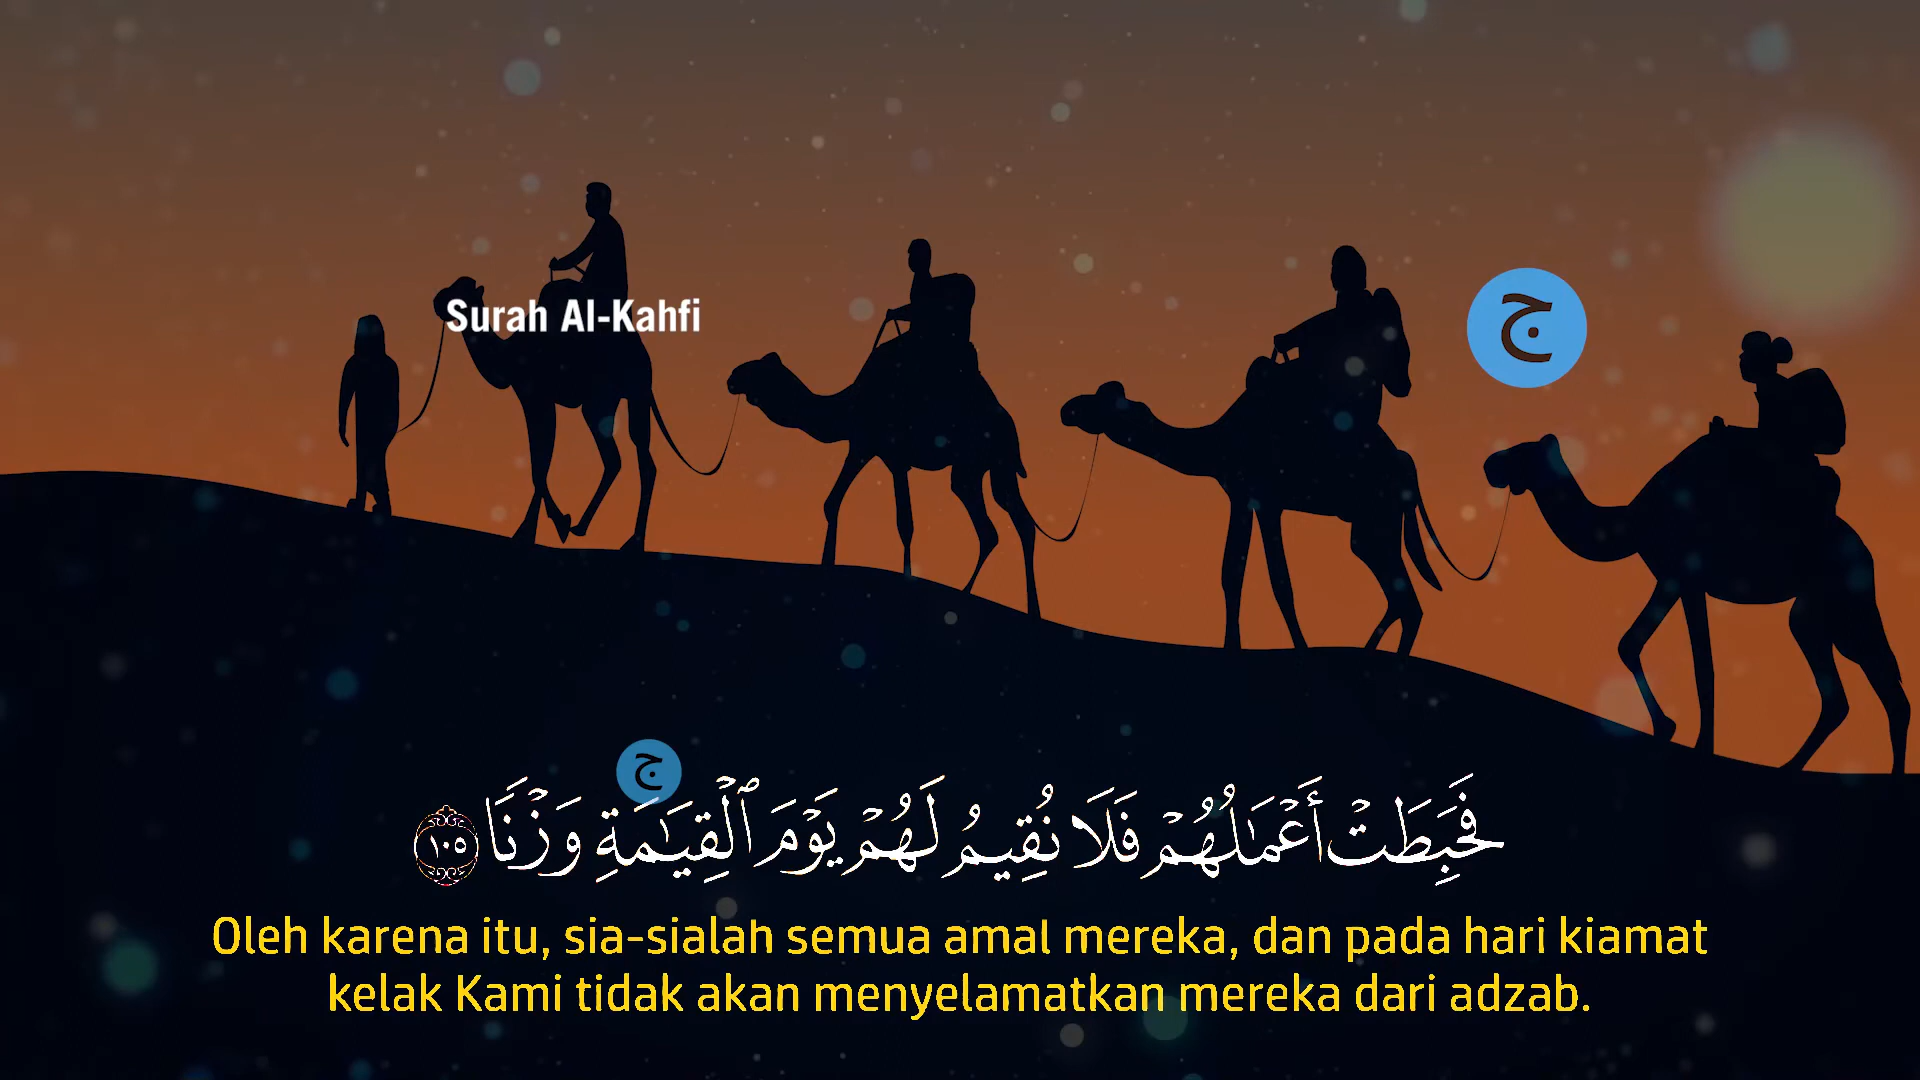 Surah Al-Kahfi
ج
ج
فَحَبِطَتْ أَعْمَـٰلُهُمْ فَلَا نُقِيمُ لَهُمْ يَوْمَ ٱلْقِيَـٰمَةِ وَزْنًا ١٠٥
Oleh karena itu, sia-sialah semua amal mereka, dan pada hari kiamat
kelak Kami tidak akan menyelamatkan mereka dari adzab.